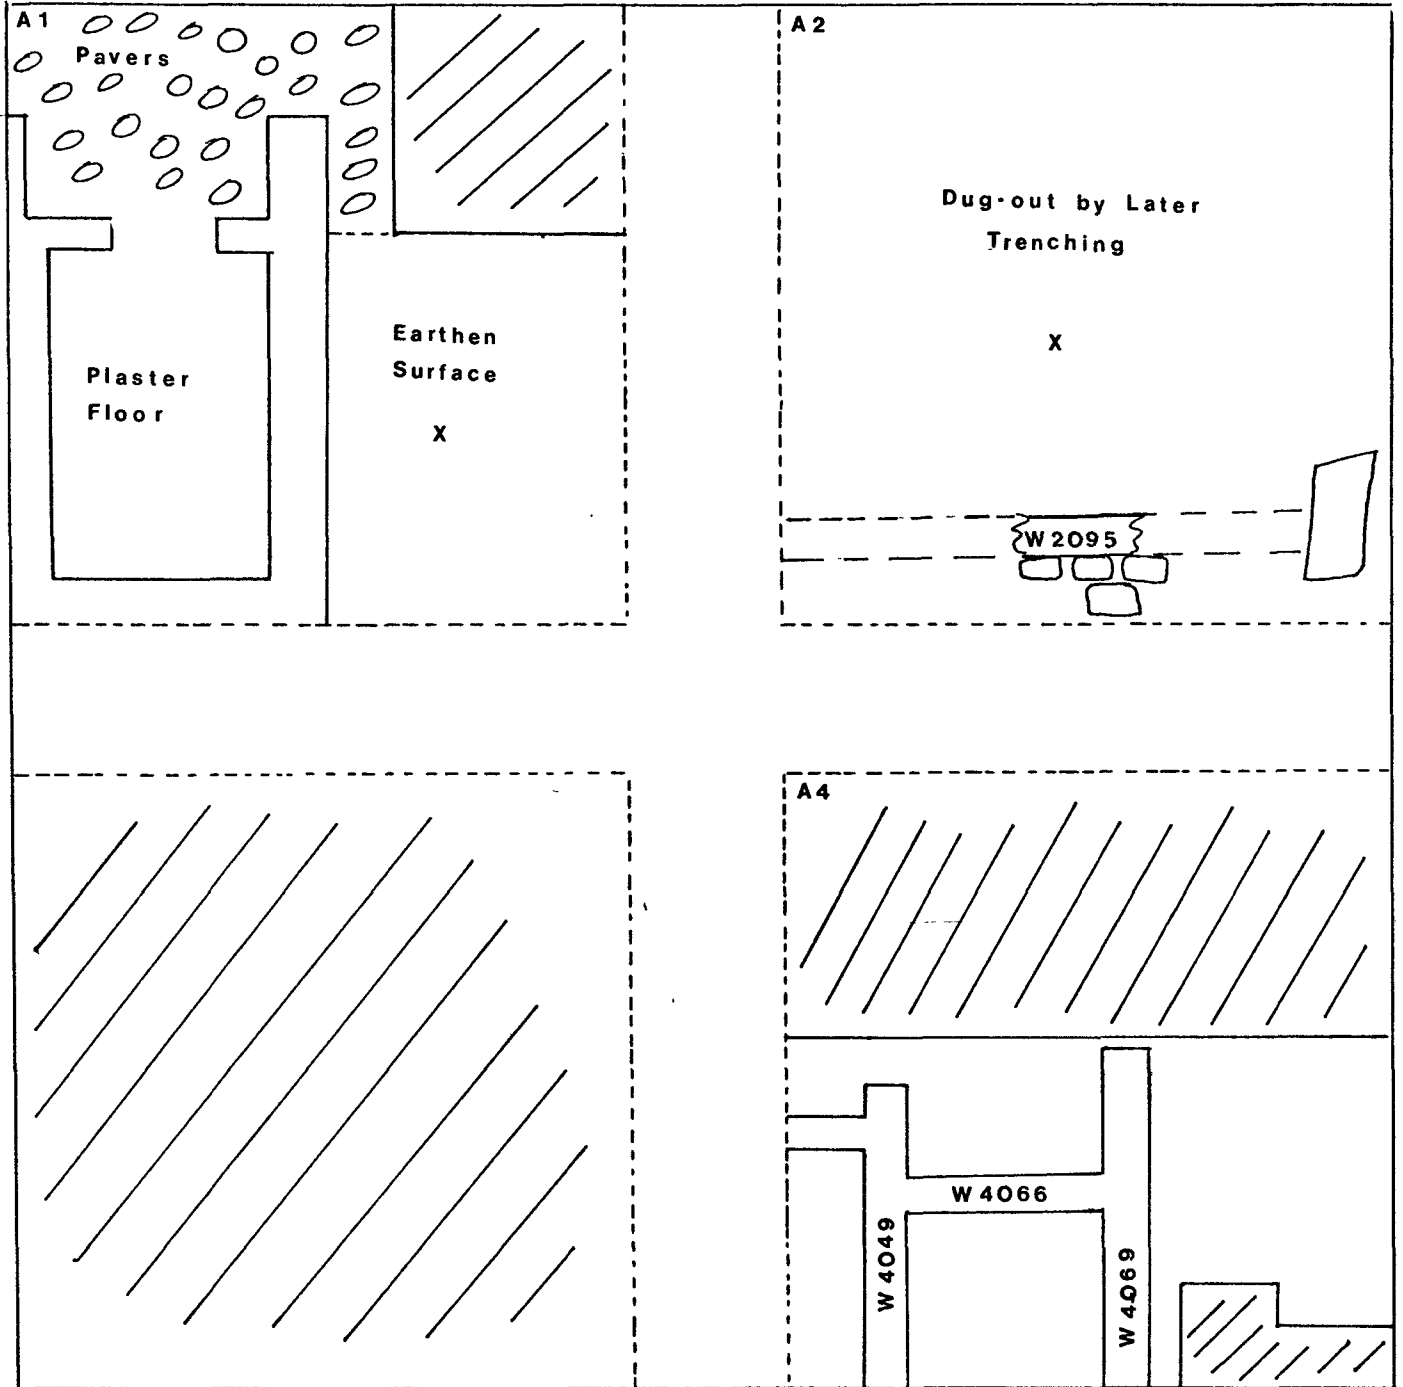 A1
Pavers
Plaster
Floor
Earthen
Surface
X
A2
Dug-out by Later
Trenching
X
W2095
A4
W4066
W4049
W4069